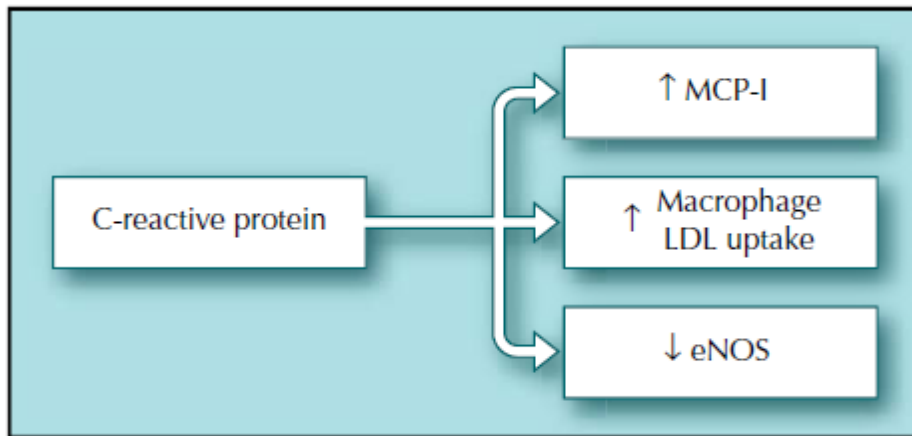 ↑ MCP-I
C-reactive protein
↑ Macrophage
LDL uptake
↓ eNOS